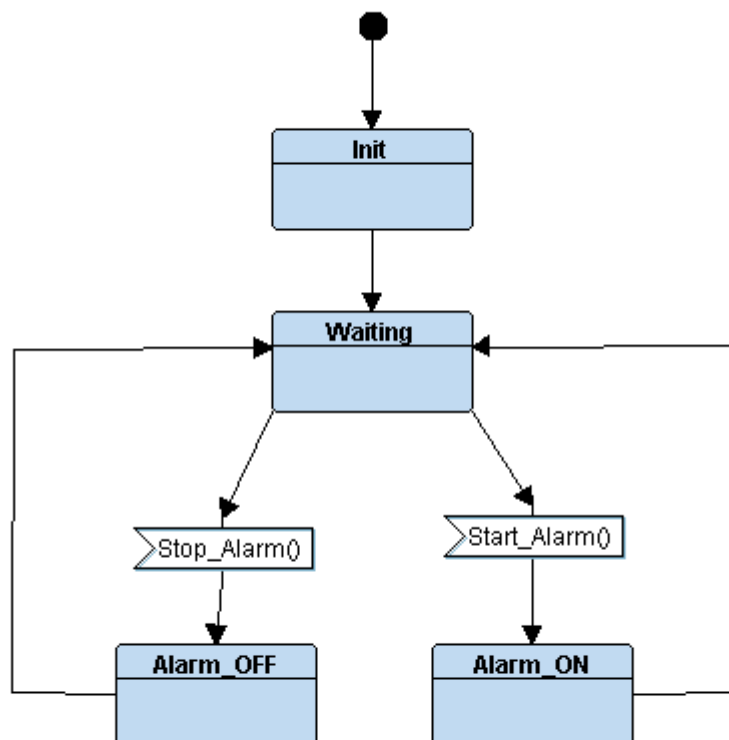 Init
Waiting
Stop_Alarm()
Start_Alarm()
Alarm_OFF
Alarm_ON